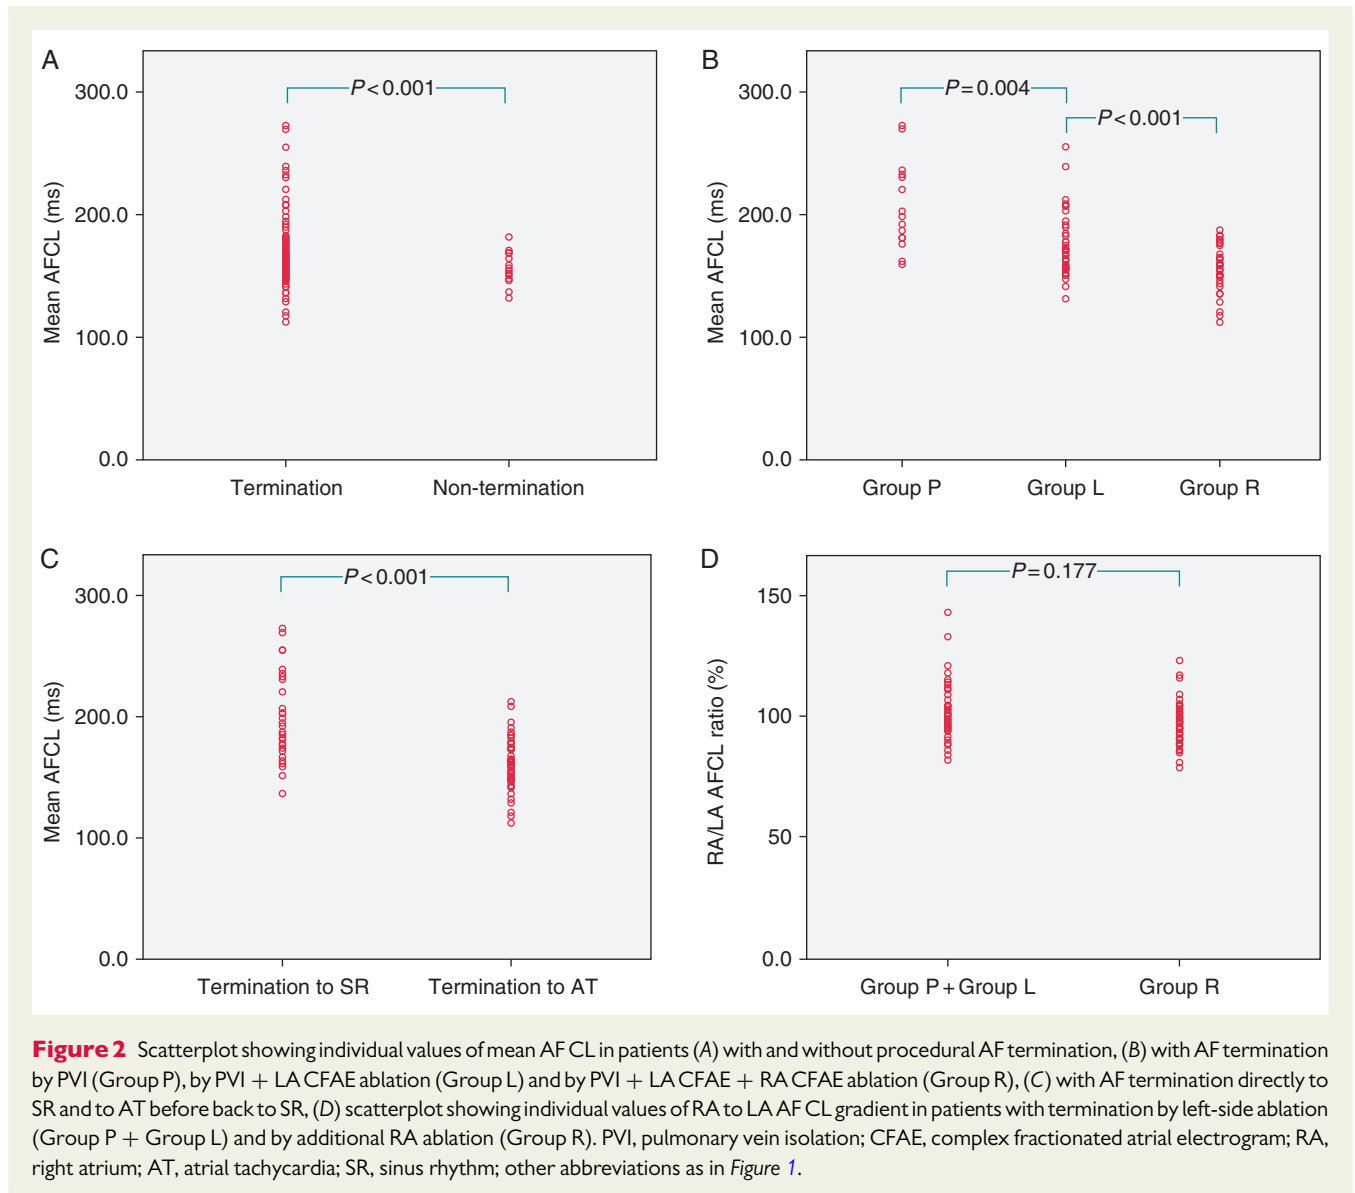 A
P<0.001
300.0
200.0
100.0
0.0
Mean AFCL (ms)
Termination
Non-termination
B
P=0.004
P<0.001
300.0
200.0
100.0
0.0
Mean AFCL (ms)
Group P
Group L
Group R
C
P<0.001
300.0
200.0
100.0
0.0
Mean AFCL (ms)
Termination to SR
Termination to AT
D
P=0.177
150
100
50
0.0
RA/LA AFCL ratio (%)
Group P+Group L
Group R
Figure 2 Scatterplot showing individual values of mean AF CL in patients (A) with and without procedural AF termination, (B) with AF termination
by PVI (Group P), by PVI + LA CFAE ablation (Group L) and by PVI + LA CFAE + RA CFAE ablation (Group R), (C) with AF termination directly to
SR and to AT before back to SR, (D) scatterplot showing individual values of RA to LA AF CL gradient in patients with termination by left-side ablation
(Group P + Group L) and by additional RA ablation (Group R). PVI, pulmonary vein isolation; CFAE, complex fractionated atrial electrogram; RA,
right atrium; AT, atrial tachycardia; SR, sinus rhythm; other abbreviations as in Figure 1.